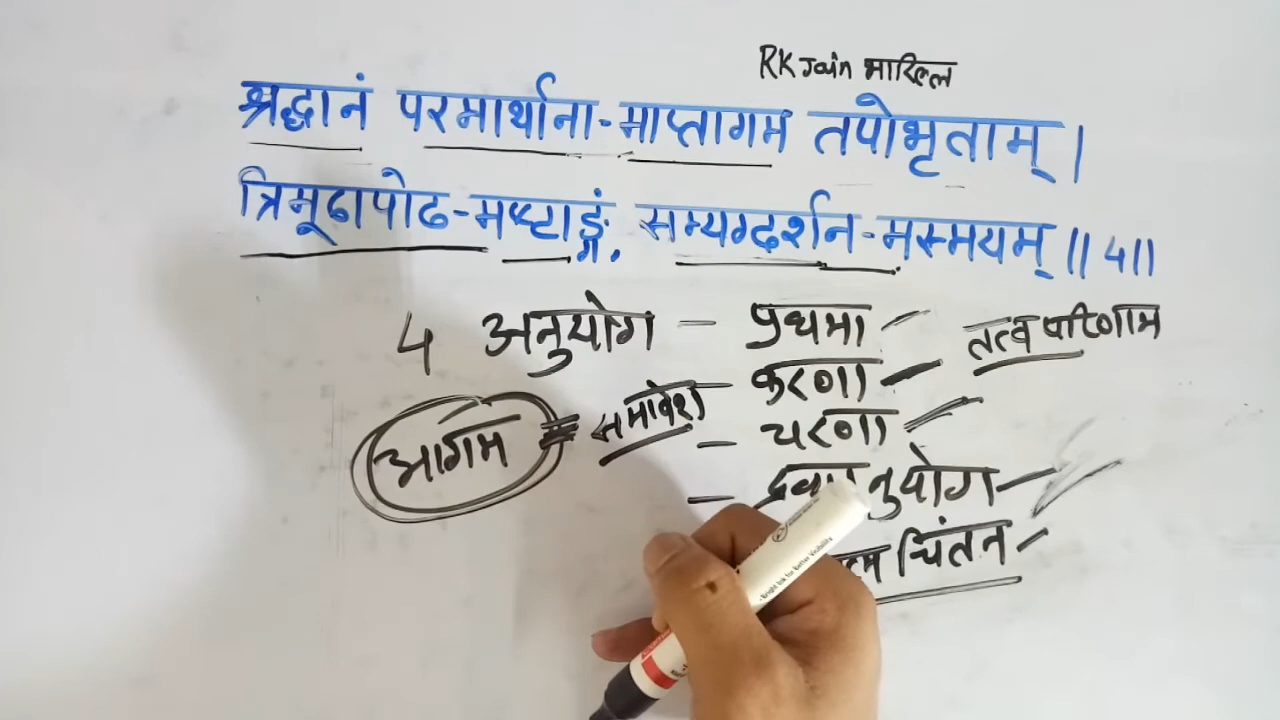 RK Jain मारिल्ल
श्रद्धानं परमार्थाना-माप्तागम तपोभृताम् ।
त्रिमूढापोढ-मष्टाङ्गं, सम्यग्दर्शन-मस्मयम् ॥ 4॥
4 अनुयोग - प्रथमा
- करणा
तत्व परिणाम
आगम = समावेश
- चरणा
- अनुयोग
चिंतन